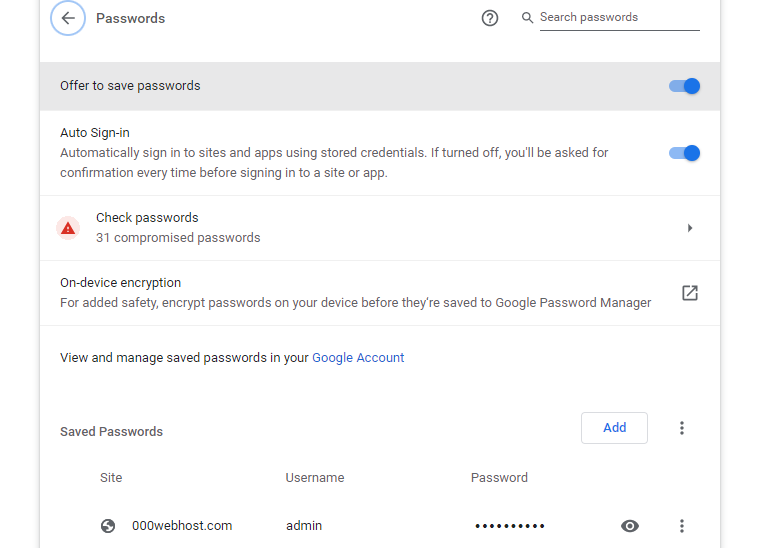 Passwords
Search passwords
Offer to save passwords
Auto Sign-in
Automatically sign in to sites and apps using stored credentials. If turned off, you'll be asked for
confirmation every time before signing in to a site or app.
Check passwords
31 compromised passwords
On-device encryption
For added safety, encrypt passwords on your device before they're saved to Google Password Manager
View and manage saved passwords in your Google Account
Saved Passwords
Add
Site Username Password
000webhost.com admin ••••••••••